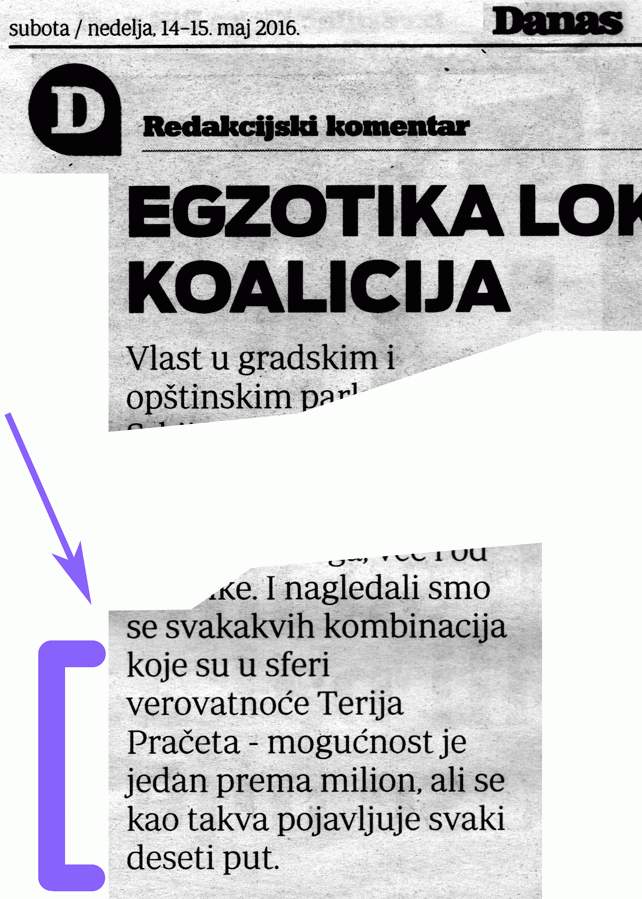 subota / nedelja, 14–15. maj 2016.
Danas
D
Redakcijski komentar
EGZOTIKA
KOALICIJA
Vlast u gradskim i
opštinskim
I nagledali smo
se svakakvih kombinacija
koje su u sferi
verovatnoće Terija
Pračeta - mogućnost je
jedan prema milion, ali se
kao takva pojavljuje svaki
deseti put.